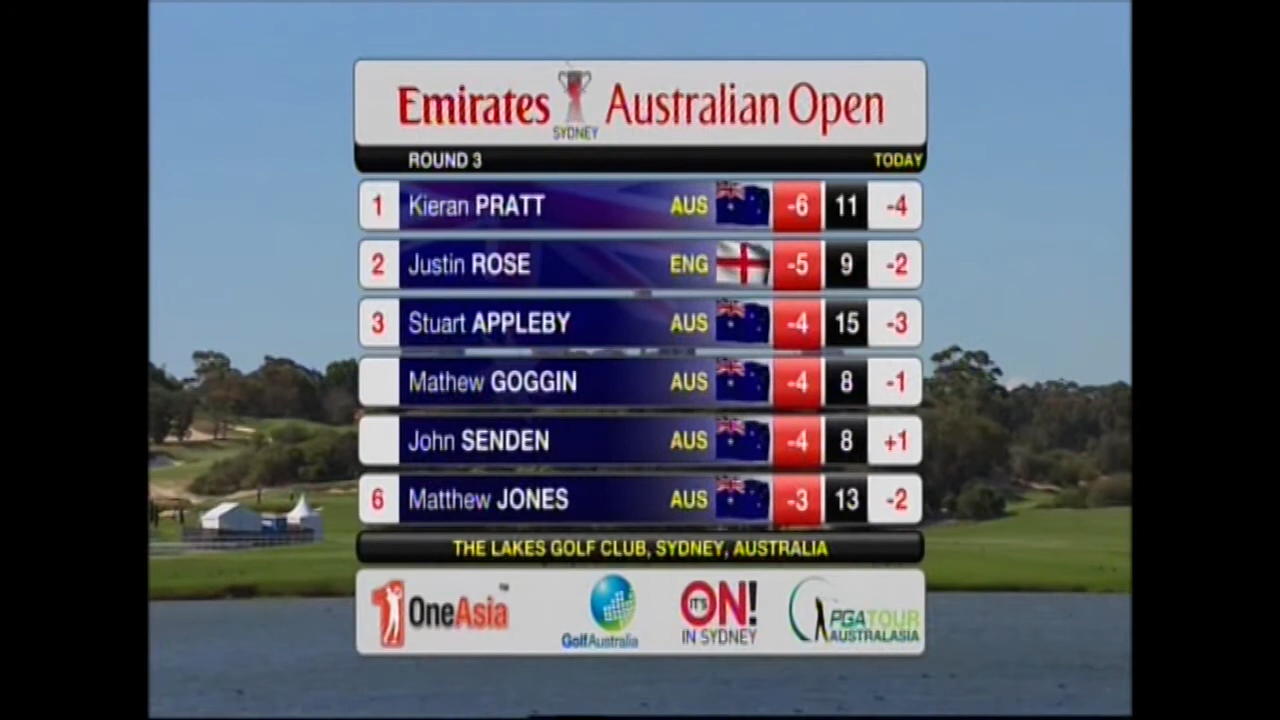 Emirates Australian Open
SYDNEY
ROUND 3 TODAY
1 Kieran PRATT AUS -6 11 -4
2 Justin ROSE ENG -5 9 -2
3 Stuart APPLEBY AUS -4 15 -3
Mathew GOGGIN AUS -4 8 -1
John SENDEN AUS -4 8 +1
6 Matthew JONES AUS -3 13 -2
THE LAKES GOLF CLUB, SYDNEY, AUSTRALIA
1 OneAsia™
GolfAustralia
IT'S ON!
IN SYDNEY
PGA TOUR
AUSTRALASIA